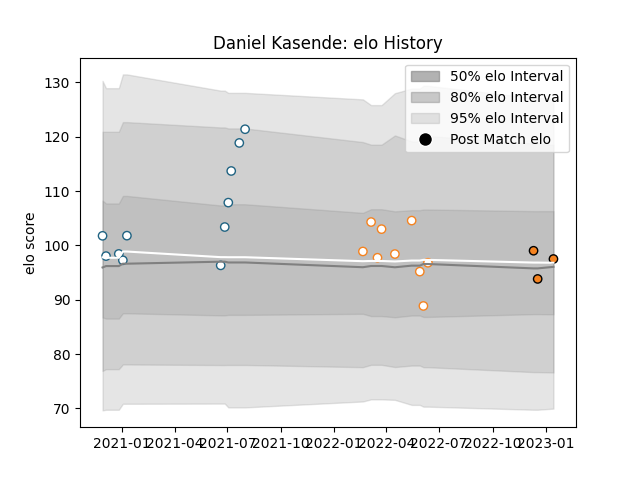 Daniel Kasende: elo History
50% elo Interval
80% elo Interval
95% elo Interval
Post Match elo
elo score
130
120
110
100
90
80
70
2021-01 2021-04 2021-07 2021-10 2022-01 2022-04 2022-07 2022-10 2023-01